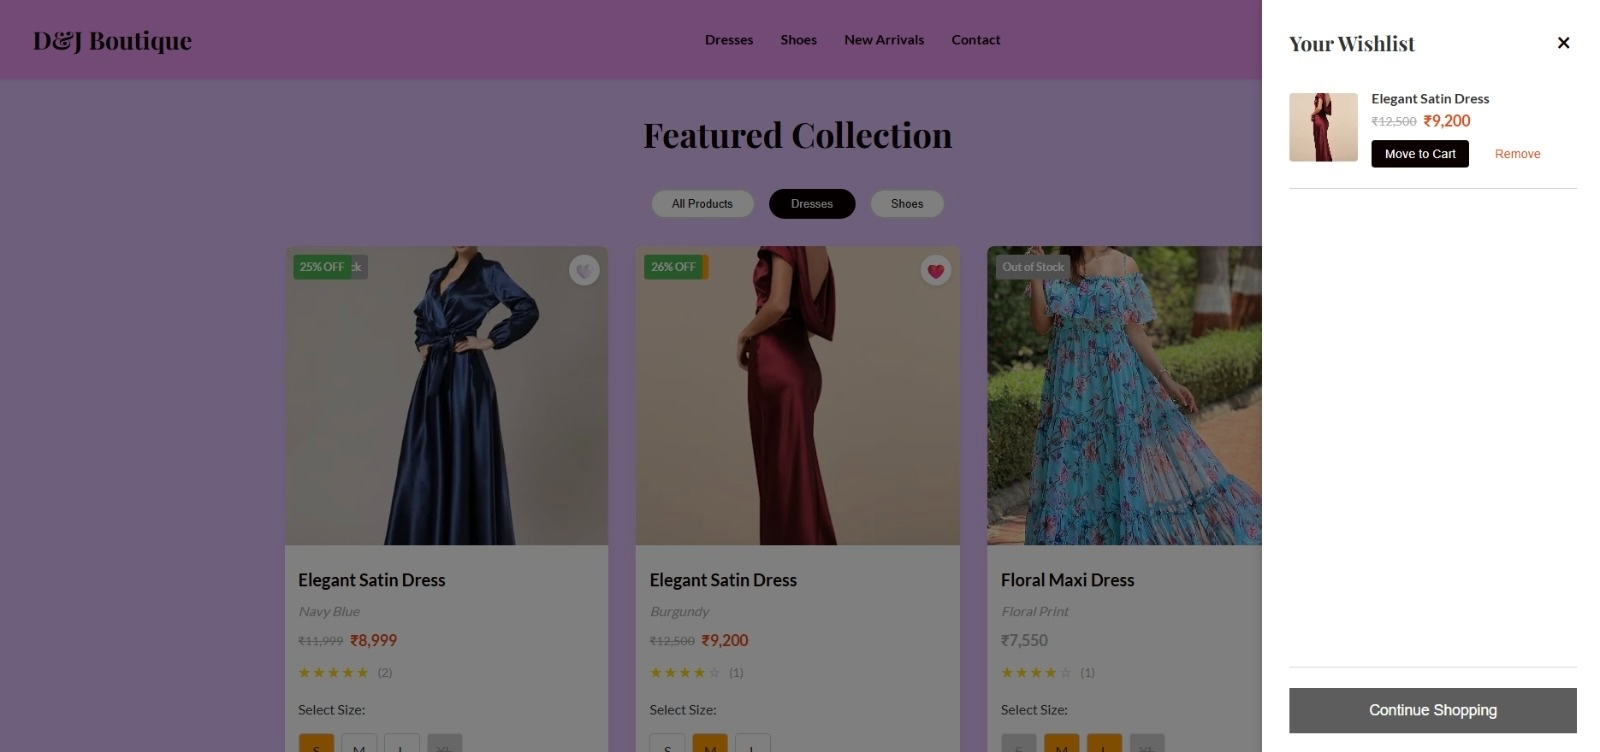 D&J Boutique
Dresses Shoes New Arrivals Contact
Featured Collection
All Products Dresses Shoes
25% OFF ck
26% OFF
Out of Stock
Elegant Satin Dress
Navy Blue
₹11,999 ₹8,999
★★★★★ (2)
Select Size:
S M L XL
Elegant Satin Dress
Burgundy
₹12,500 ₹9,200
★★★★☆ (1)
Select Size:
S M L
Floral Maxi Dress
Floral Print
₹7,550
★★★★☆ (1)
Select Size:
S M L XL
Your Wishlist ×
Elegant Satin Dress
₹12,500 ₹9,200
Move to Cart Remove
Continue Shopping